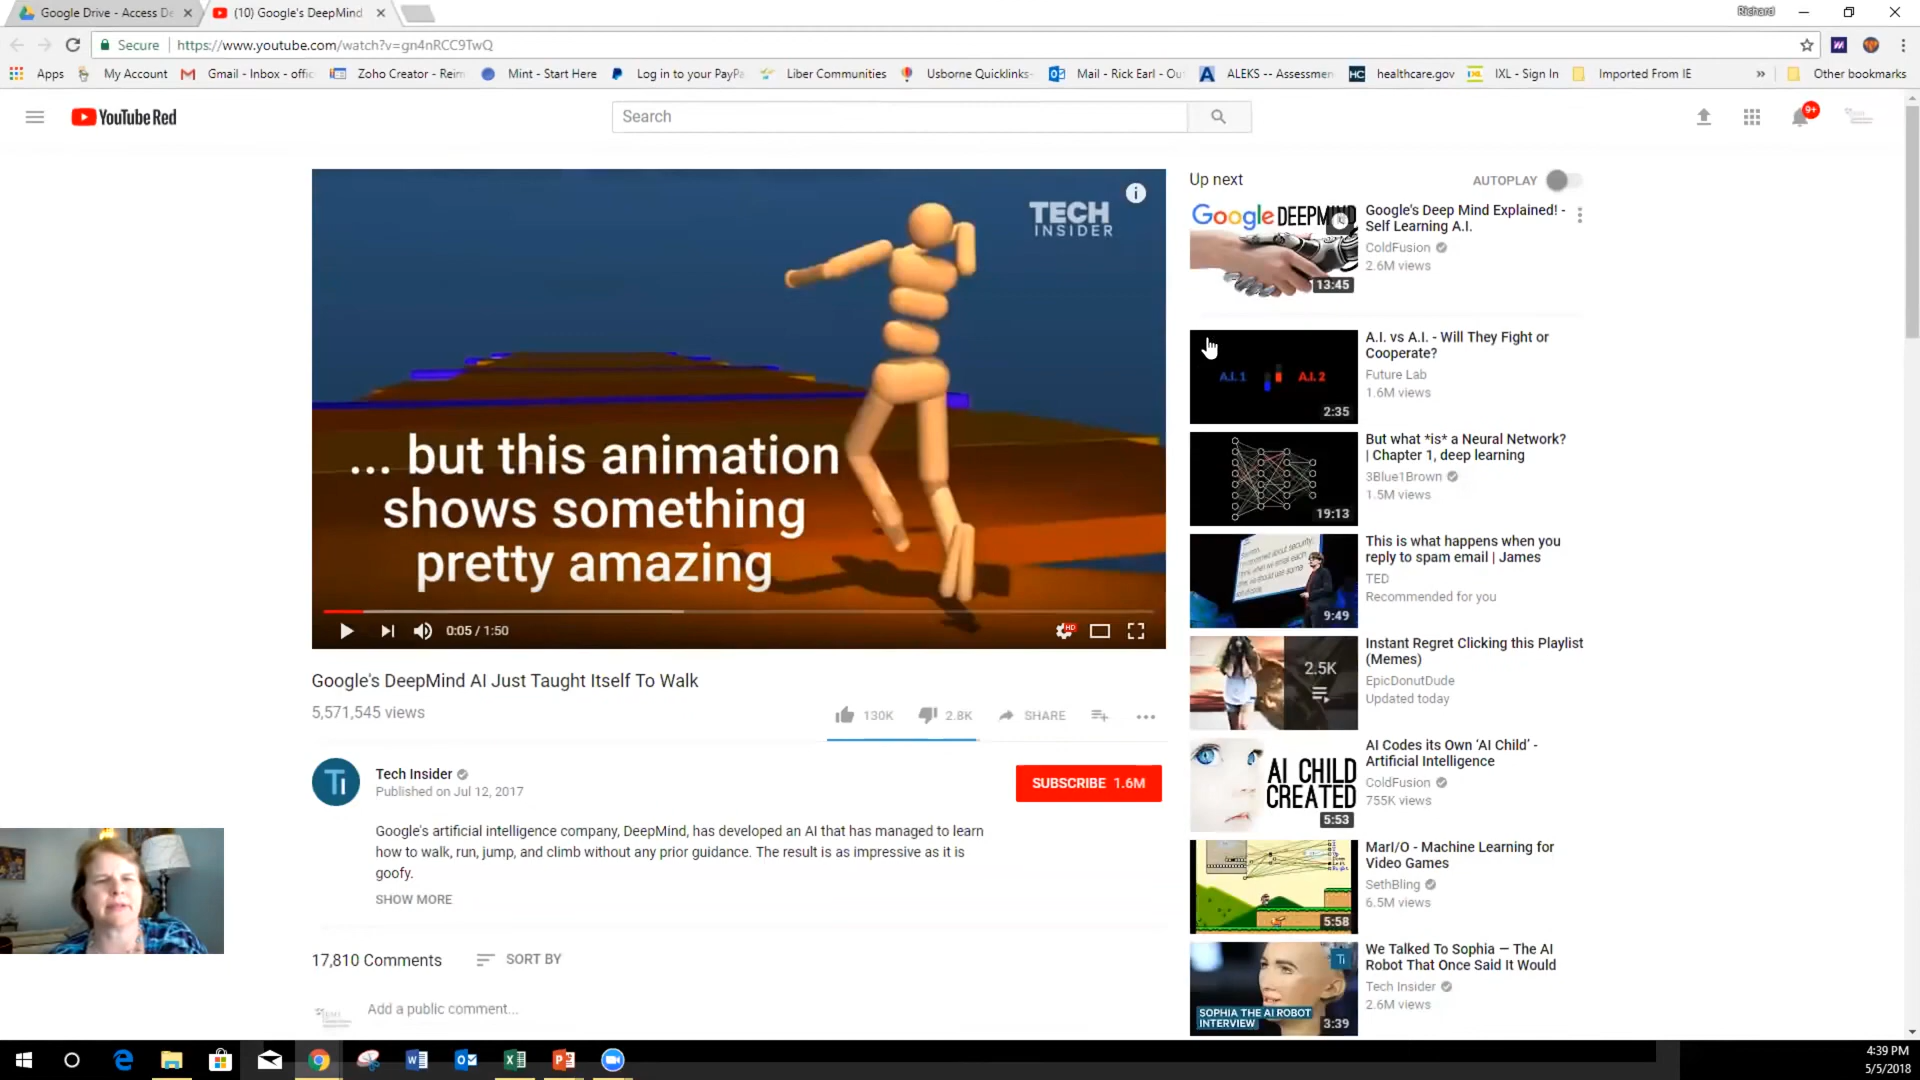 Google Drive - Access De
(10) Google's DeepMind
Richard
Secure
https://www.youtube.com/watch?v=gn4nRCC9TwQ
Apps
My Account
Gmail - Inbox - offic
Zoho Creator - Reim
Mint - Start Here
Log in to your PayPa
Liber Communities
Usborne Quicklinks-
Mail - Rick Earl - Ou
ALEKS -- Assessmen
HC
healthcare.gov
IXL - Sign In
Imported From IE
»
Other bookmarks
YouTube Red
Search
9+
TECH
INSIDER
... but this animation
shows something
pretty amazing
0:05 / 1:50
HD
Google's DeepMind AI Just Taught Itself To Walk
5,571,545 views
130K
2.8K
SHARE
Ti
Tech Insider
Published on Jul 12, 2017
SUBSCRIBE 1.6M
Google's artificial intelligence company, DeepMind, has developed an AI that has managed to learn
how to walk, run, jump, and climb without any prior guidance. The result is as impressive as it is
goofy.
SHOW MORE
17,810 Comments
SORT BY
Add a public comment...
Up next
AUTOPLAY
Google DEEPMIND
13:45
Google's Deep Mind Explained! -
Self Learning A.I.
ColdFusion
2.6M views
A.I. 1
A.I. 2
2:35
A.I. vs A.I. - Will They Fight or
Cooperate?
Future Lab
1.6M views
19:13
But what *is* a Neural Network?
| Chapter 1, deep learning
3Blue1Brown
1.5M views
9:49
This is what happens when you
reply to spam email | James
TED
Recommended for you
2.5K
Instant Regret Clicking this Playlist
(Memes)
EpicDonutDude
Updated today
AI CHILD
CREATED
5:53
AI Codes its Own 'AI Child' -
Artificial Intelligence
ColdFusion
755K views
5:58
MarI/O - Machine Learning for
Video Games
SethBling
6.5M views
Ti
SOPHIA THE AI ROBOT
INTERVIEW
3:39
We Talked To Sophia — The AI
Robot That Once Said It Would
Tech Insider
2.6M views
4:39 PM
5/5/2018